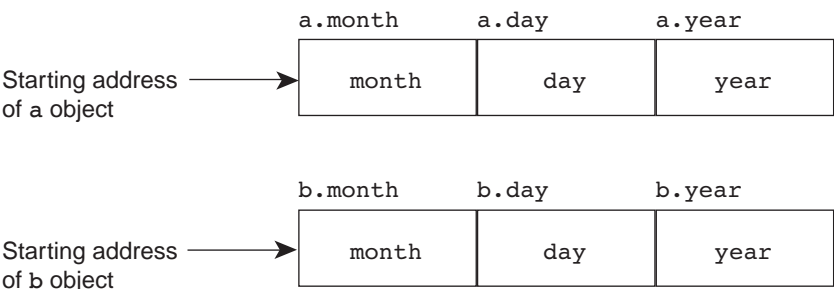 a.month a.day a.year
Starting address
of a object
month day year
b.month b.day b.year
Starting address
of b object
month day year